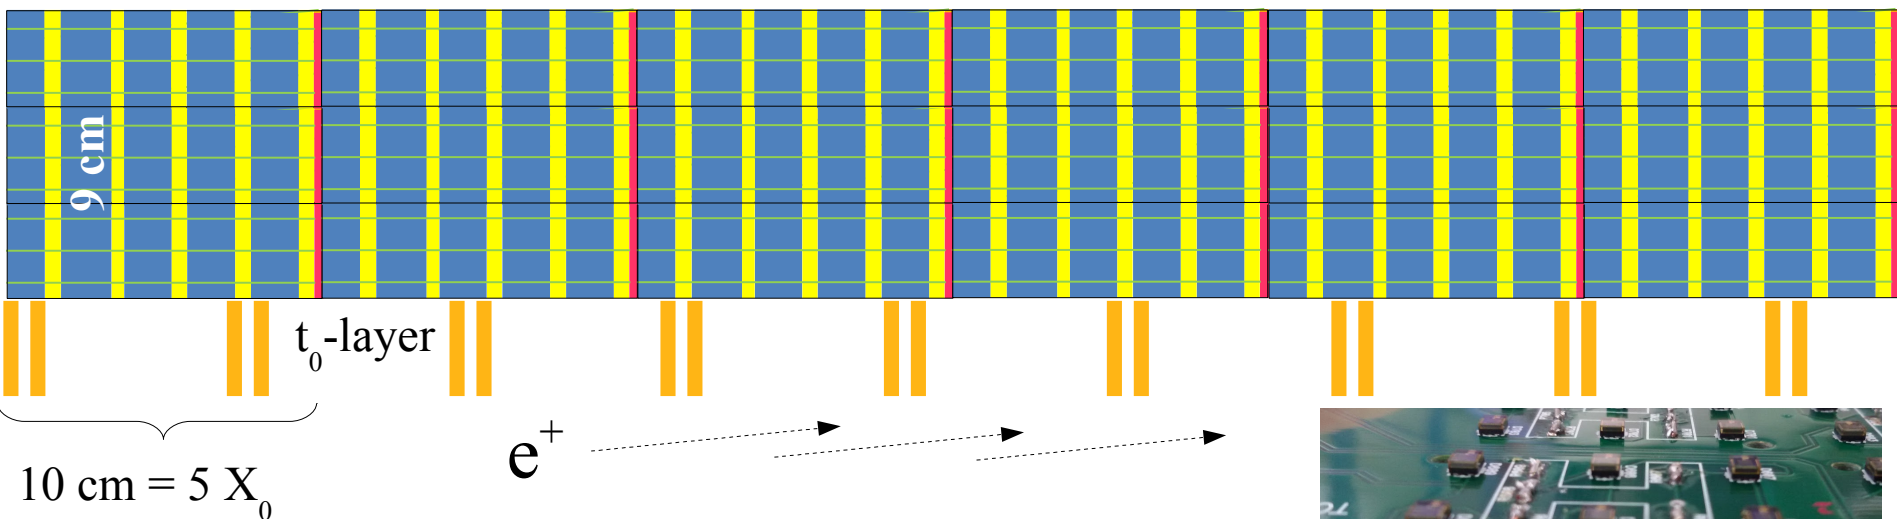 9 cm
t₀-layer
e⁺
10 cm = 5 X₀